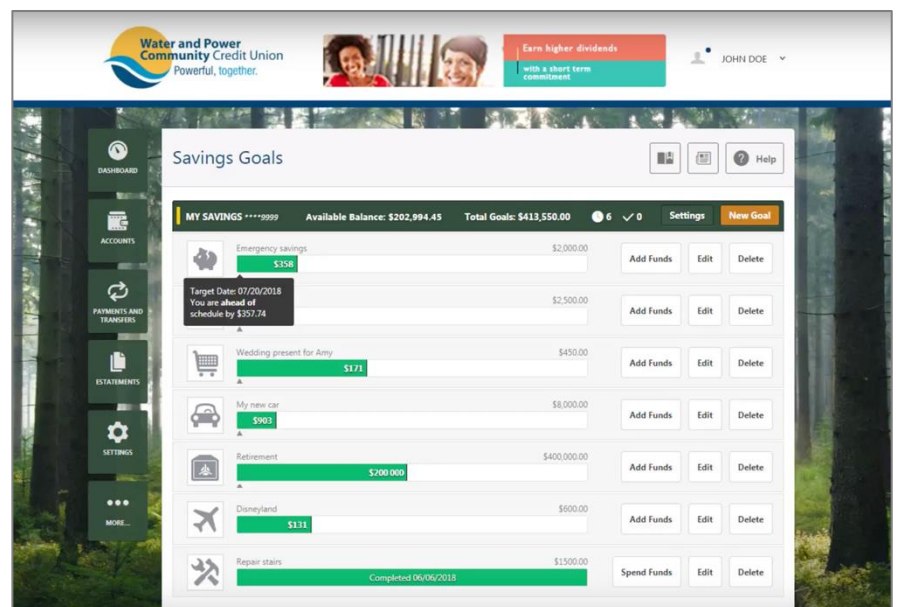 Water and Power
Community Credit Union
Powerful, together.
Earn higher dividends
with a short term
commitment
JOHN DOE
DASHBOARD
ACCOUNTS
PAYMENTS AND
TRANSFERS
ESTATEMENTS
SETTINGS
MORE...
Savings Goals
Help
MY SAVINGS ****9999 Available Balance: $202,994.45 Total Goals: $413,550.00 6 0 Settings New Goal
Emergency savings $2,000.00
$358
Add Funds Edit Delete
Target Date: 07/20/2018
You are ahead of
schedule by $357.74
$2,500.00
Add Funds Edit Delete
Wedding present for Amy $450.00
$171
Add Funds Edit Delete
My new car $8,000.00
$903
Add Funds Edit Delete
Retirement $400,000.00
$200 000
Add Funds Edit Delete
Disneyland $600.00
$131
Add Funds Edit Delete
Repair stairs $1500.00
Completed 06/06/2018
Spend Funds Edit Delete